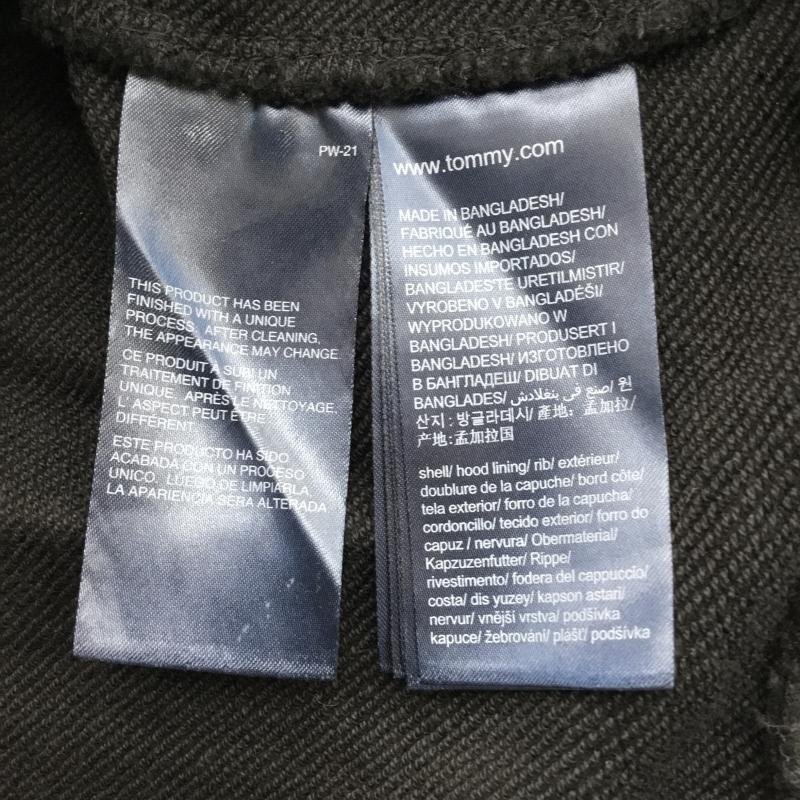 PW-21
THIS PRODUCT HAS BEEN
FINISHED WITH A UNIQUE
PROCESS. AFTER CLEANING,
THE APPEARANCE MAY CHANGE.
CE PRODUIT A SUBI UN
TRAITEMENT DE FINITION
UNIQUE. APRÈS LE NETTOYAGE.
L' ASPECT PEUT ÊTRE
DIFFÉRENT.
ESTE PRODUCTO HA SIDO
ACABADA CON UN PROCESO
UNICO. LUEGO DE LIMPIARLA,
LA APARIENCIA SERA ALTERADA
www.tommy.com
MADE IN BANGLADESH/
FABRIQUÉ AU BANGLADESH/
HECHO EN BANGLADESH CON
INSUMOS IMPORTADOS/
BANGLADEŞ'TE URETILMISTIR/
VYROBENO V BANGLADÉŠI/
WYPRODUKOWANO W
BANGLADESH/ PRODUSERT I
BANGLADESH/ ИЗГОТОВЛЕНО
В БАНГЛАДЕШ/ DIBUAT DI
BANGLADES/ اصنع في بنغلادش/ 원
산지 : 방글라데시/ 產地：孟加拉/
产地:孟加拉国
shell/ hood lining/ rib/ extérieur/
doublure de la capuche/ bord côte/
tela exterior/ forro de la capucha/
cordoncillo/ tecido exterior/ forro do
capuz / nervura/ Obermaterial/
Kapzuzenfutter/ Rippe/
rivestimento/ fodera del cappuccio/
costa/ dis yuzey/ kapson astari/
nervur/ vnější vrstva/ podšívka
kapuce/ žebrování/ plášť/ podšívka